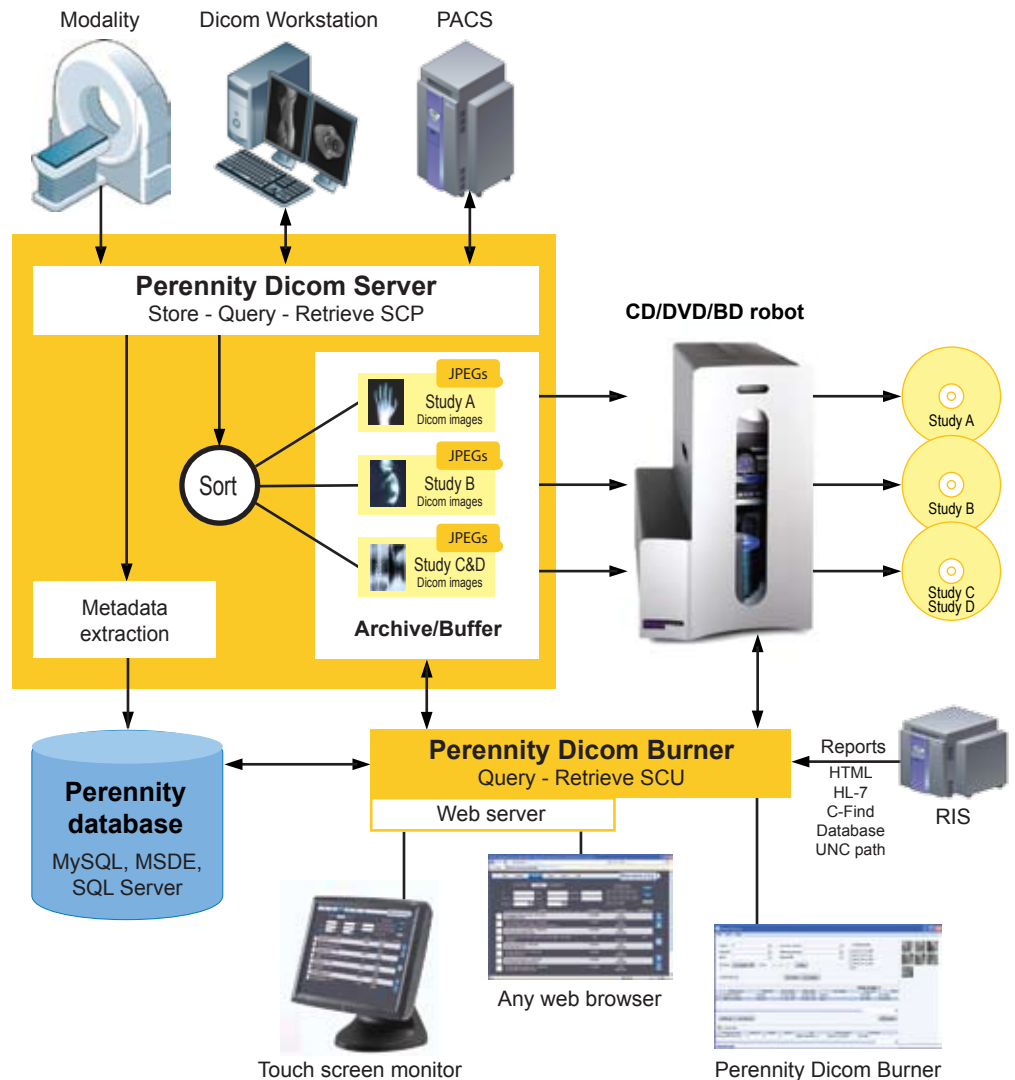 Modality
Dicom Workstation
PACS
Perennity Dicom Server
Store - Query - Retrieve SCP
CD/DVD/BD robot
JPEGs
Study A
Dicom images
Study A
JPEGs
Sort
Study B
Dicom images
Study B
JPEGs
Study C&D
Dicom images
Study C
Study D
Metadata
extraction
Archive/Buffer
Perennity Dicom Burner
Query - Retrieve SCU
Web server
Reports
HTML
HL-7
C-Find
Database
UNC path
RIS
Perennity
database
MySQL, MSDE,
SQL Server
Any web browser
Touch screen monitor
Perennity Dicom Burner